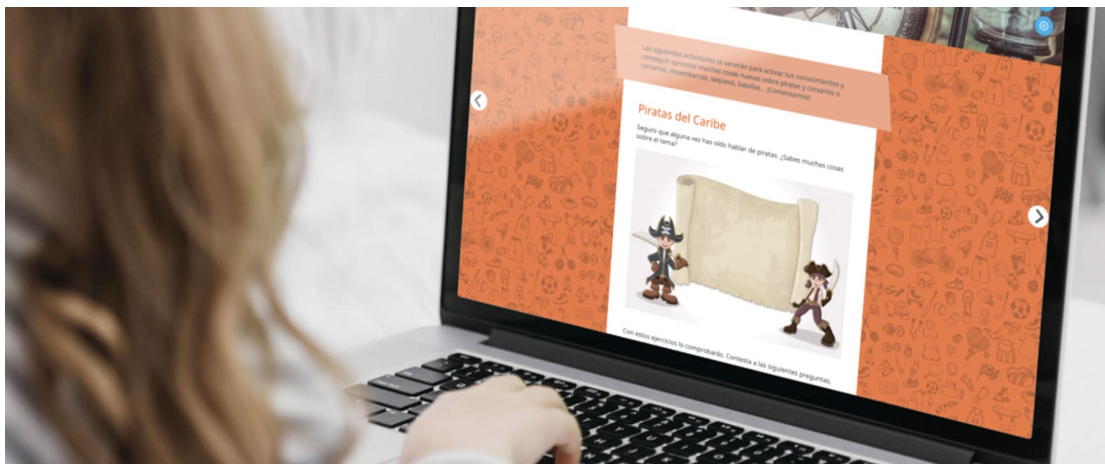 Las siguientes actividades te servirán para activar tus conocimientos y
conseguir aprender muchas cosas nuevas sobre piratas y corsarios o
corsarias, desembarcos, saqueos, batallas... ¡Comenzamos!
Piratas del Caribe
Seguro que alguna vez has oído hablar de piratas. ¿Sabes muchas cosas
sobre el tema?
Con estos ejercicios lo comprobarás. Contesta a las siguientes preguntas,